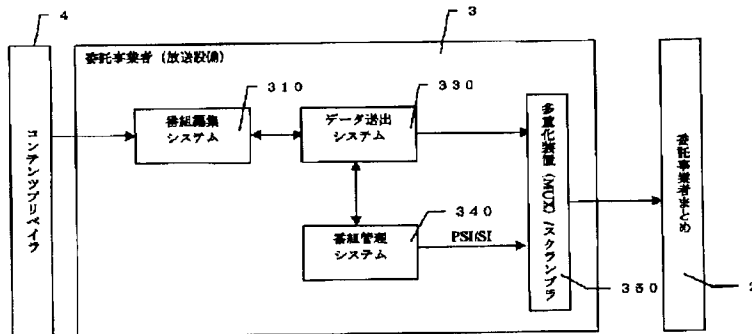 4
3
委託事業者（放送設備）
310
330
番組編集
システム
データ送出
システム
340
番組管理
システム
PSI/SI
コンテンツプリベイラ
多重化装置（MUX）/スクランブラ
350
委託事業者まとめ
2